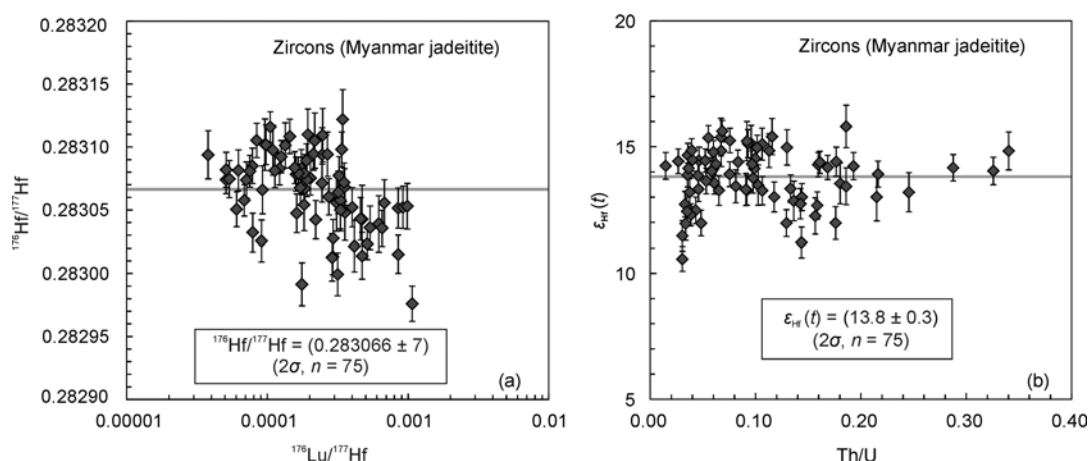 0.28320
0.28315
0.28310
0.28305
0.28300
0.28295
0.28290
¹⁷⁶Hf/¹⁷⁷Hf
Zircons (Myanmar jadeitite)
¹⁷⁶Hf/¹⁷⁷Hf = (0.283066 ± 7)
(2σ, n = 75)
(a)
0.00001
0.0001
0.001
0.01
¹⁷⁶Lu/¹⁷⁷Hf
20
15
10
5
εHf(t)
Zircons (Myanmar jadeitite)
εHf(t) = (13.8 ± 0.3)
(2σ, n = 75)
(b)
0.00
0.10
0.20
0.30
0.40
Th/U